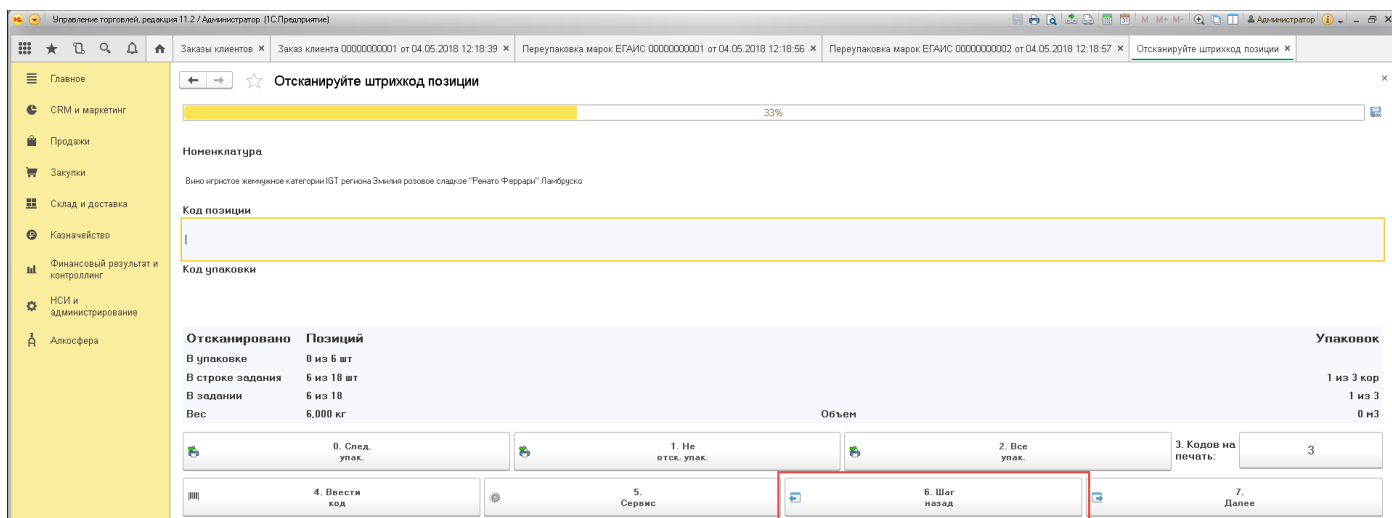 Управление торговлей, редакция 11.2 / Администратор (1С:Предприятие)
M M+ M- Администратор
Заказы клиентов × Заказ клиента 00000000001 от 04.05.2018 12:18:39 × Переупаковка марок ЕГАИС 00000000001 от 04.05.2018 12:18:56 × Переупаковка марок ЕГАИС 00000000002 от 04.05.2018 12:18:57 × Отсканируйте штрихкод позиции ×
Главное
CRM и маркетинг
Продажи
Закупки
Склад и доставка
Казначейство
Финансовый результат и
контроллинг
НСИ и
администрирование
Алкосфера
Отсканируйте штрихкод позиции
33%
Номенклатура
Вино игристое жемчужное категории IGT региона Эмилия розовое сладкое "Ренато Феррари" Ламбруско
Код позиции
Код упаковки
Отсканировано Позиций Упаковок
В упаковке 0 из 6 шт
В строке задания 6 из 18 шт 1 из 3 кор
В задании 6 из 18 1 из 3
Вес 6,000 кг Объем 0 м3
0. След.
упак.
1. Не
отск. упак.
2. Все
упак.
3. Кодов на
печать:
3
4. Ввести
код
5.
Сервис
6. Шаг
назад
7.
Далее